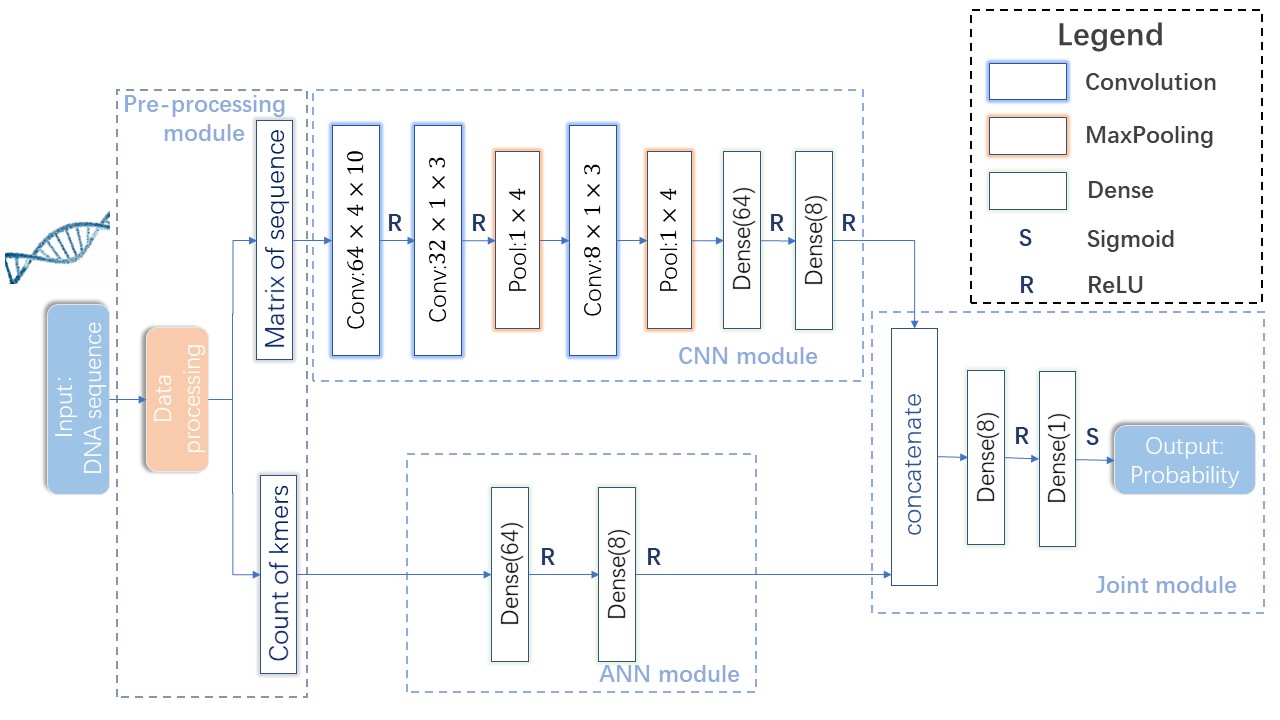 Legend
Convolution
MaxPooling
Dense
S Sigmoid
R ReLU
Pre-processing
module
Input:
DNA sequence
Data
processing
Matrix of sequence
Count of kmers
Conv:64 × 4 × 10
R
Conv:32 × 1 × 3
R
Pool:1 × 4
Conv:8 × 1 × 3
Pool:1 × 4
Dense(64)
R
Dense(8)
R
CNN module
Dense(64)
R
Dense(8)
R
ANN module
concatenate
Dense(8)
R
Dense(1)
S
Output:
Probability
Joint module